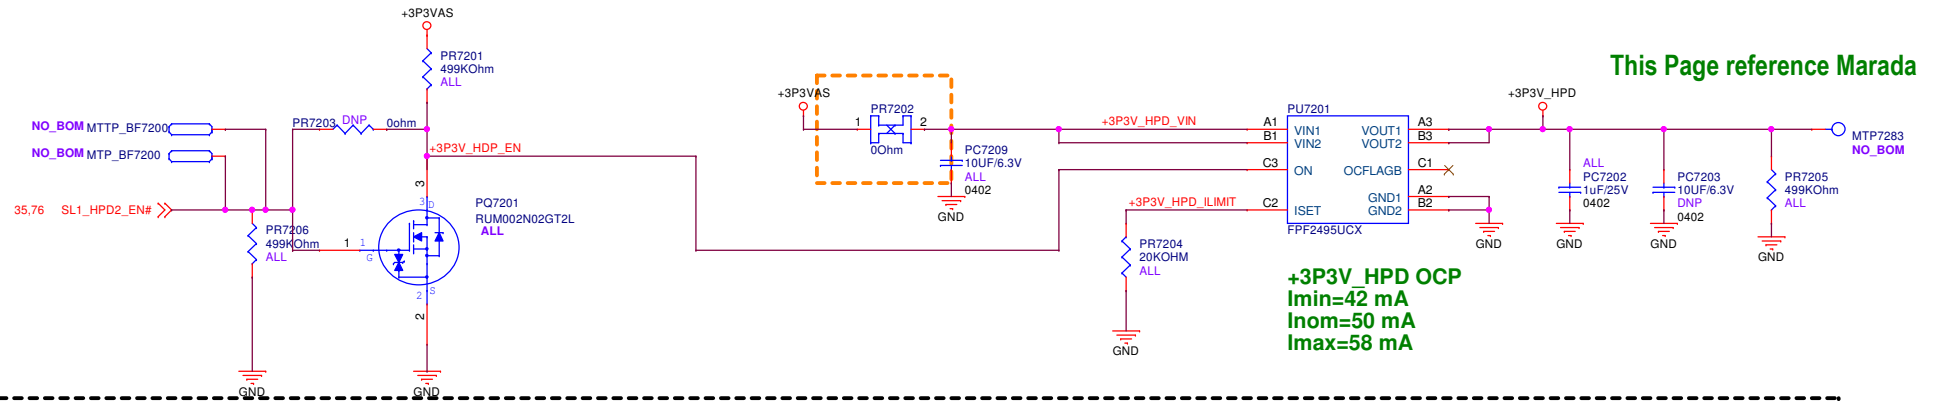 +3P3VAS
PR7201
499KOhm
ALL
NO_BOM MTTP_BF7200
PR7203 DNP 0ohm
NO_BOM MTP_BF7200
+3P3V_HDP_EN
35,76 SL1_HPD2_EN#
3
3 D
PQ7201
RUM002N02GT2L
ALL
PR7206
499KOhm
ALL
1 1
G
2 S
2
GND
GND
+3P3VAS
PR7202
1 2
0Ohm
PC7209
10UF/6.3V
ALL
0402
GND
+3P3V_HPD_VIN
+3P3V_HPD_ILIMIT
PR7204
20KOHM
ALL
GND
PU7201
A1 VIN1 VOUT1 A3
B1 VIN2 VOUT2 B3
C3 ON OCFLAGB C1
GND1 A2
C2 ISET GND2 B2
FPF2495UCX
GND
+3P3V_HPD OCP
Imin=42 mA
Inom=50 mA
Imax=58 mA
This Page reference Marada
+3P3V_HPD
ALL
PC7202
1uF/25V
0402
GND
PC7203
10UF/6.3V
DNP
0402
GND
PR7205
499KOhm
ALL
GND
MTP7283
NO_BOM